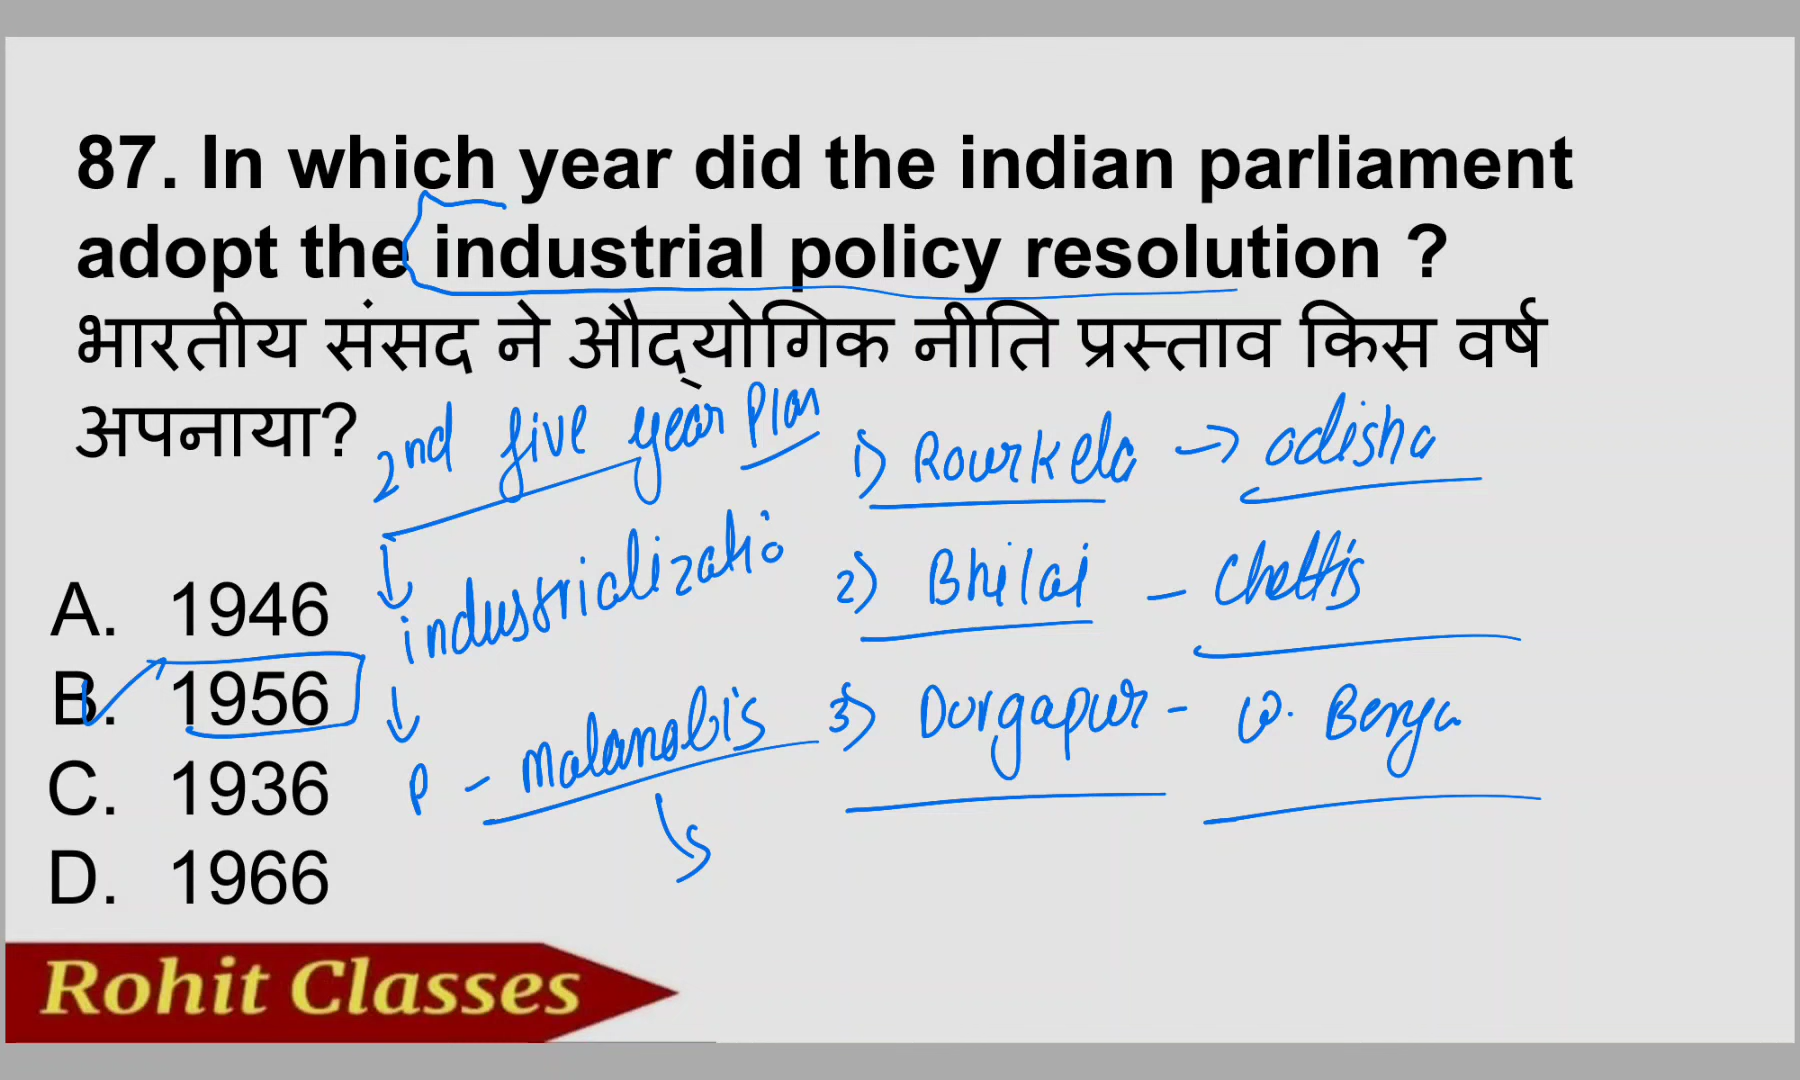 87. In which year did the indian parliament
adopt the industrial policy resolution ?
भारतीय संसद ने औद्योगिक नीति प्रस्ताव किस वर्ष
अपनाया?
2nd five year Plan
industrialization
P - malanobis
1) Rourkela → odisha
2) Bhilai - Chattis
3) Durgapur - W. Benga
A. 1946
B. 1956
C. 1936
D. 1966
Rohit Classes